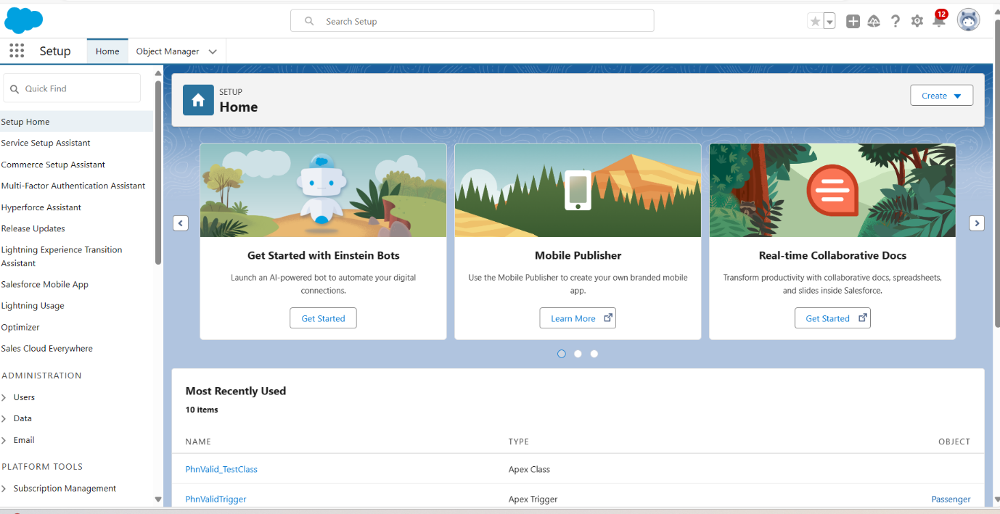 Search Setup
12
Setup
Home
Object Manager
Quick Find
Setup Home
Service Setup Assistant
Commerce Setup Assistant
Multi-Factor Authentication Assistant
Hyperforce Assistant
Release Updates
Lightning Experience Transition
Assistant
Salesforce Mobile App
Lightning Usage
Optimizer
Sales Cloud Everywhere
ADMINISTRATION
Users
Data
Email
PLATFORM TOOLS
Subscription Management
SETUP
Home
Create
Get Started with Einstein Bots
Launch an AI-powered bot to automate your digital
connections.
Get Started
Mobile Publisher
Use the Mobile Publisher to create your own branded mobile
app.
Learn More
Real-time Collaborative Docs
Transform productivity with collaborative docs, spreadsheets,
and slides inside Salesforce.
Get Started
Most Recently Used
10 items
NAME TYPE OBJECT
PhnValid_TestClass Apex Class
PhnValidTrigger Apex Trigger Passenger